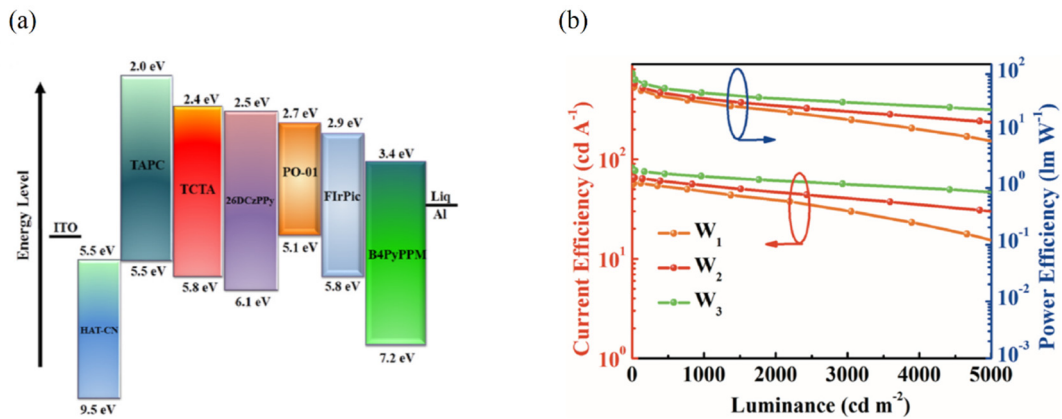 (a)
Energy Level
ITO
5.5 eV
HAT-CN
9.5 eV
2.0 eV
TAPC
5.5 eV
2.4 eV
TCTA
5.8 eV
2.5 eV
26DCzPPy
6.1 eV
2.7 eV
PO-01
5.1 eV
2.9 eV
FIrPic
5.8 eV
3.4 eV
B4PyPPM
7.2 eV
Liq
Al
(b)
Current Efficiency (cd A⁻¹)
10²
10¹
10⁰
W₁
W₂
W₃
0 1000 2000 3000 4000 5000
Luminance (cd m⁻²)
10²
10¹
10⁰
10⁻¹
10⁻²
10⁻³
Power Efficiency (lm W⁻¹)